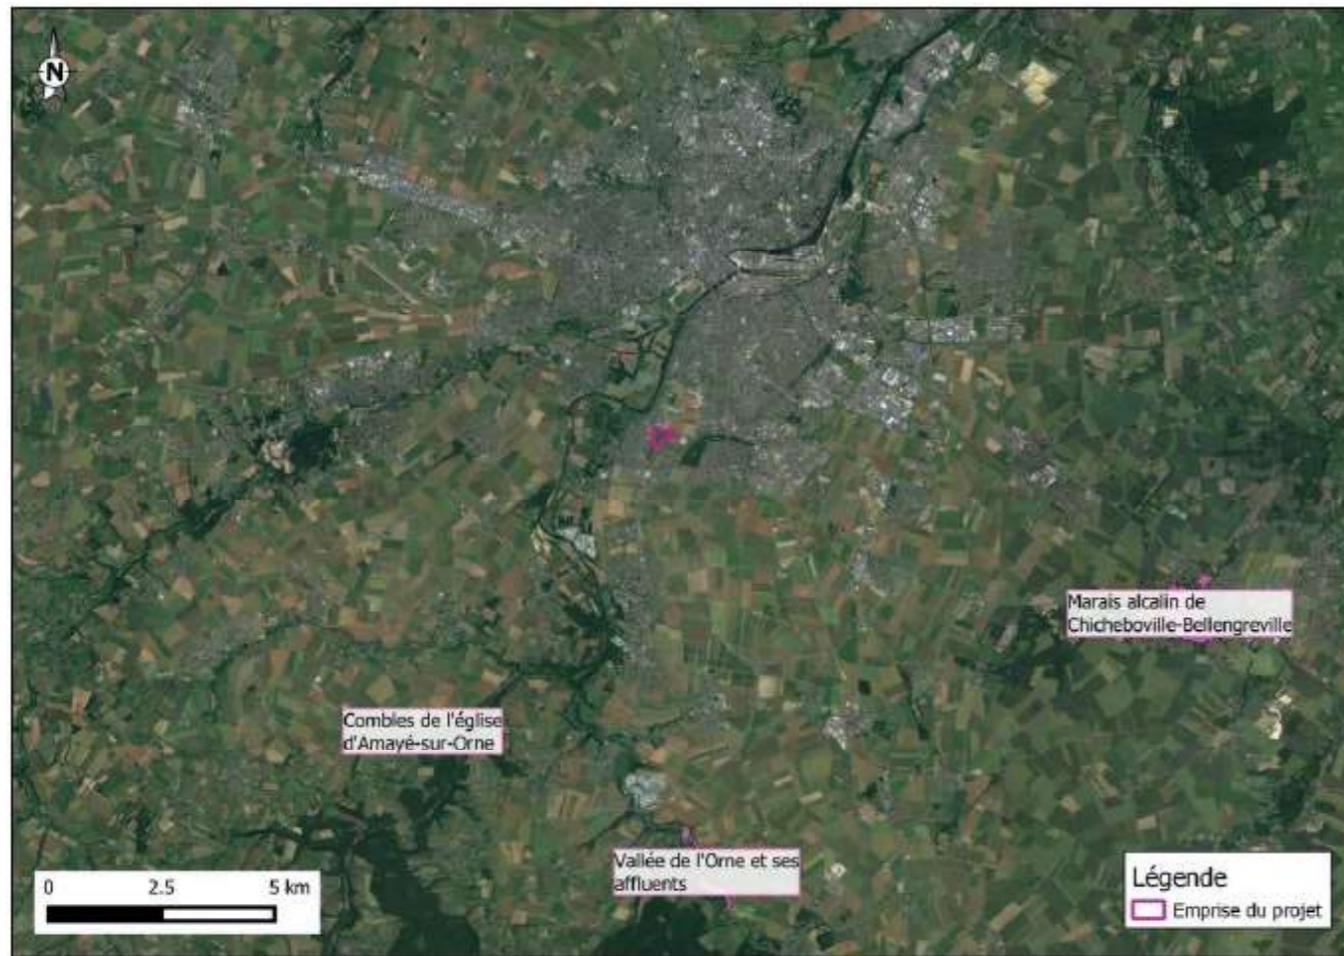 N
Marais alcalin de
Chicheboville-Bellengreville
Combles de l'église
d'Amayé-sur-Orne
Vallée de l'Orne et ses
affluents
0 2.5 5 km
Légende
Emprise du projet